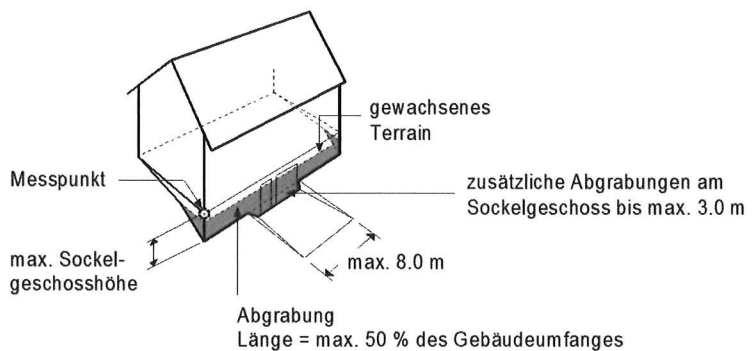 gewachsenes
Terrain
Messpunkt
zusätzliche Abgrabungen am
Sockelgeschoss bis max. 3.0 m
max. Sockel-
geschosshöhe
max. 8.0 m
Abgrabung
Länge = max. 50 % des Gebäudeumfanges